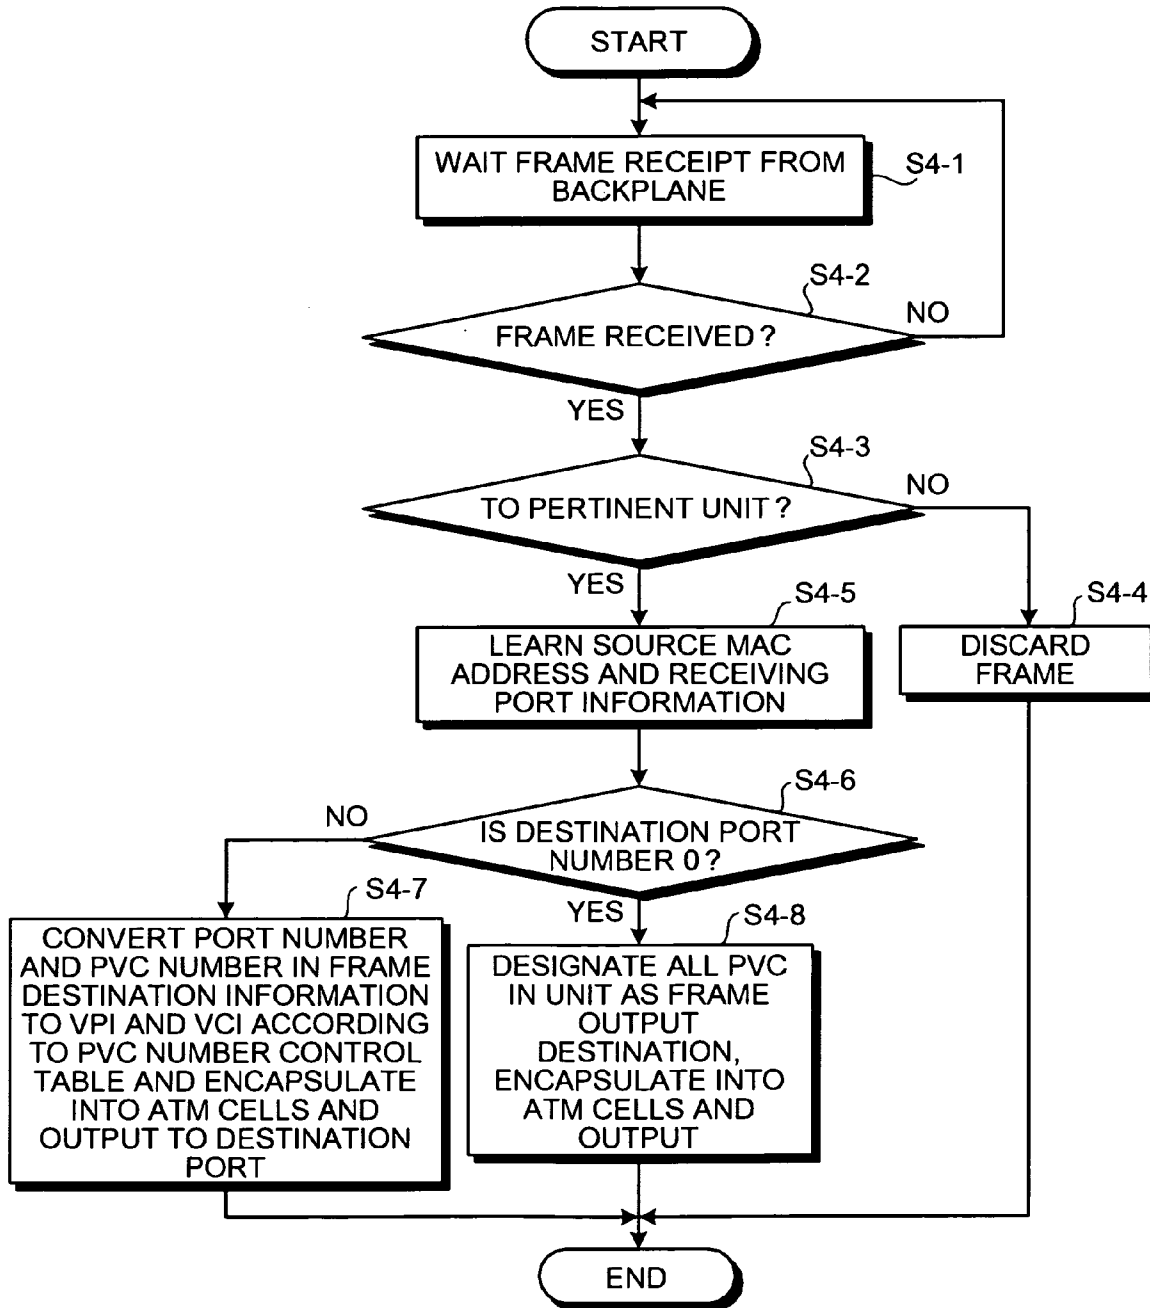 START
WAIT FRAME RECEIPT FROM
BACKPLANE
S4-1
S4-2
FRAME RECEIVED?
NO
YES
S4-3
TO PERTINENT UNIT?
NO
YES
S4-5
LEARN SOURCE MAC
ADDRESS AND RECEIVING
PORT INFORMATION
S4-4
DISCARD
FRAME
S4-6
IS DESTINATION PORT
NUMBER 0?
NO
YES
S4-7
CONVERT PORT NUMBER
AND PVC NUMBER IN FRAME
DESTINATION INFORMATION
TO VPI AND VCI ACCORDING
TO PVC NUMBER CONTROL
TABLE AND ENCAPSULATE
INTO ATM CELLS AND
OUTPUT TO DESTINATION
PORT
S4-8
DESIGNATE ALL PVC
IN UNIT AS FRAME
OUTPUT
DESTINATION,
ENCAPSULATE INTO
ATM CELLS AND
OUTPUT
END